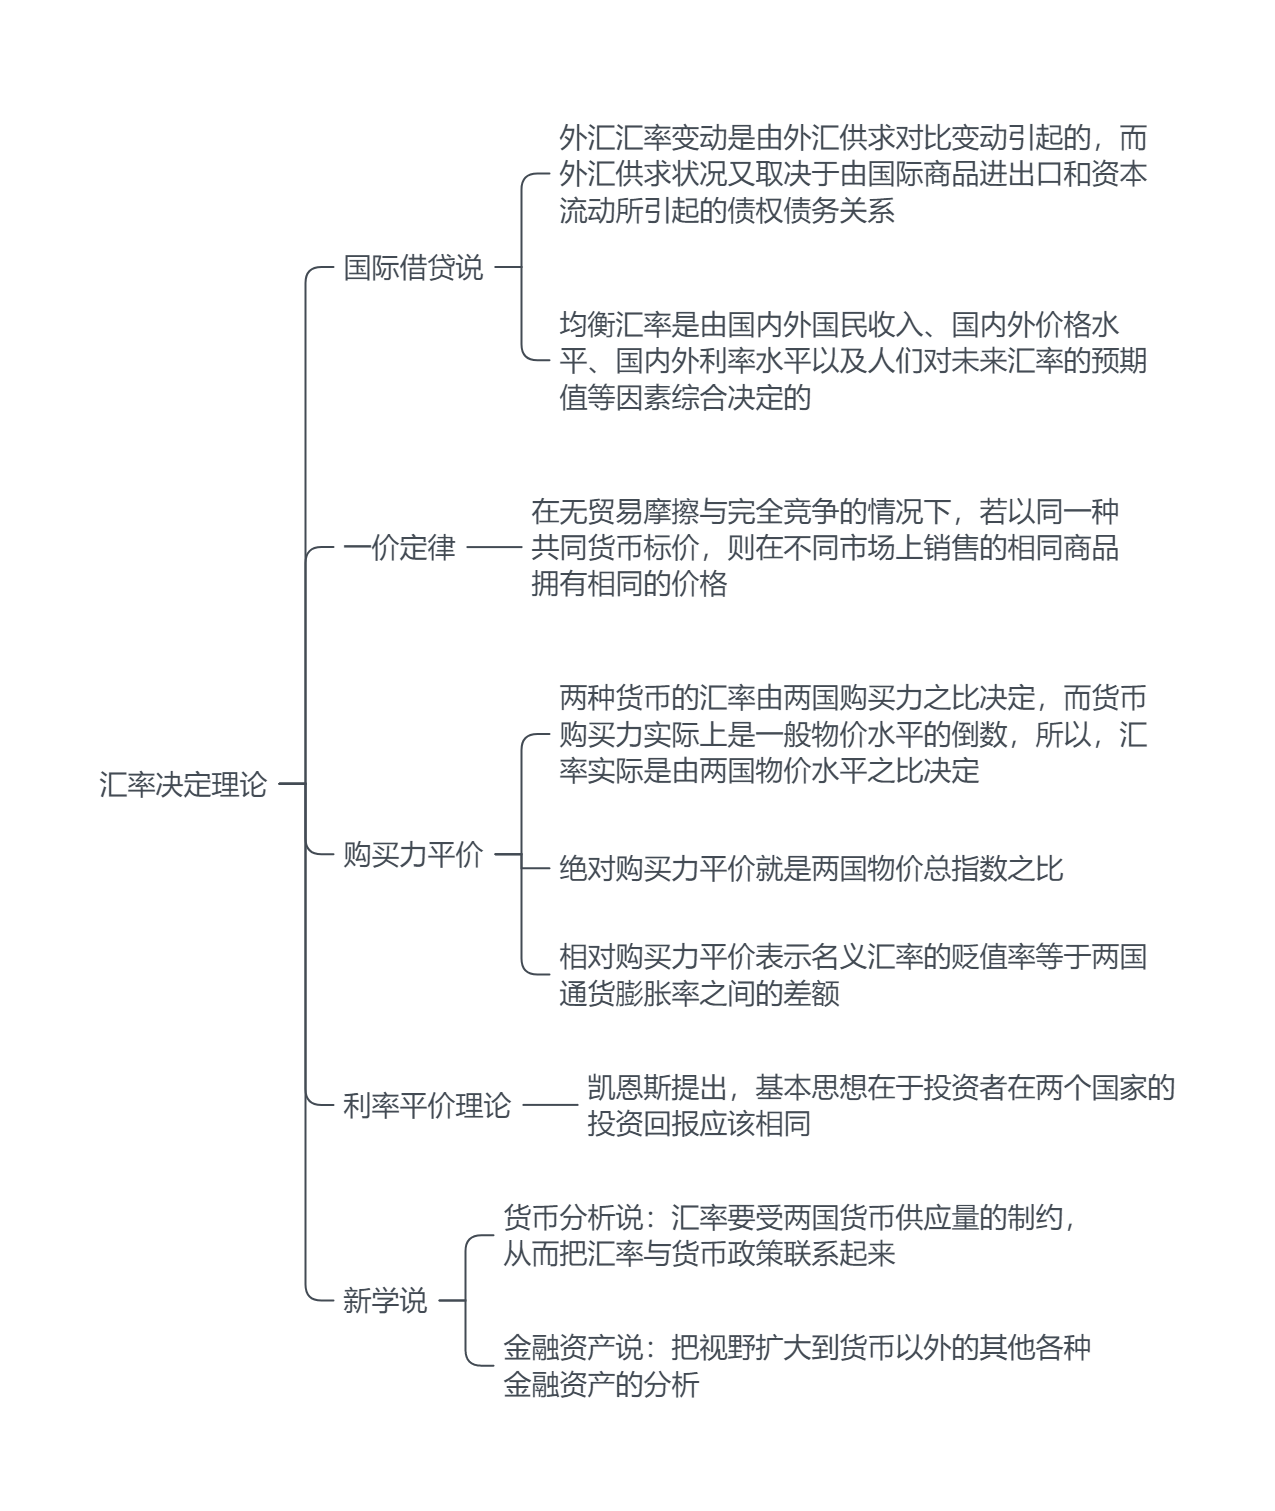 汇率决定理论
国际借贷说
外汇汇率变动是由外汇供求对比变动引起的，而
外汇供求状况又取决于由国际商品进出口和资本
流动所引起的债权债务关系
均衡汇率是由国内外国民收入、国内外价格水
平、国内外利率水平以及人们对未来汇率的预期
值等因素综合决定的
一价定律
在无贸易摩擦与完全竞争的情况下，若以同一种
共同货币标价，则在不同市场上销售的相同商品
拥有相同的价格
购买力平价
两种货币的汇率由两国购买力之比决定，而货币
购买力实际上是一般物价水平的倒数，所以，汇
率实际是由两国物价水平之比决定
绝对购买力平价就是两国物价总指数之比
相对购买力平价表示名义汇率的贬值率等于两国
通货膨胀率之间的差额
利率平价理论
凯恩斯提出，基本思想在于投资者在两个国家的
投资回报应该相同
新学说
货币分析说：汇率要受两国货币供应量的制约，
从而把汇率与货币政策联系起来
金融资产说：把视野扩大到货币以外的其他各种
金融资产的分析